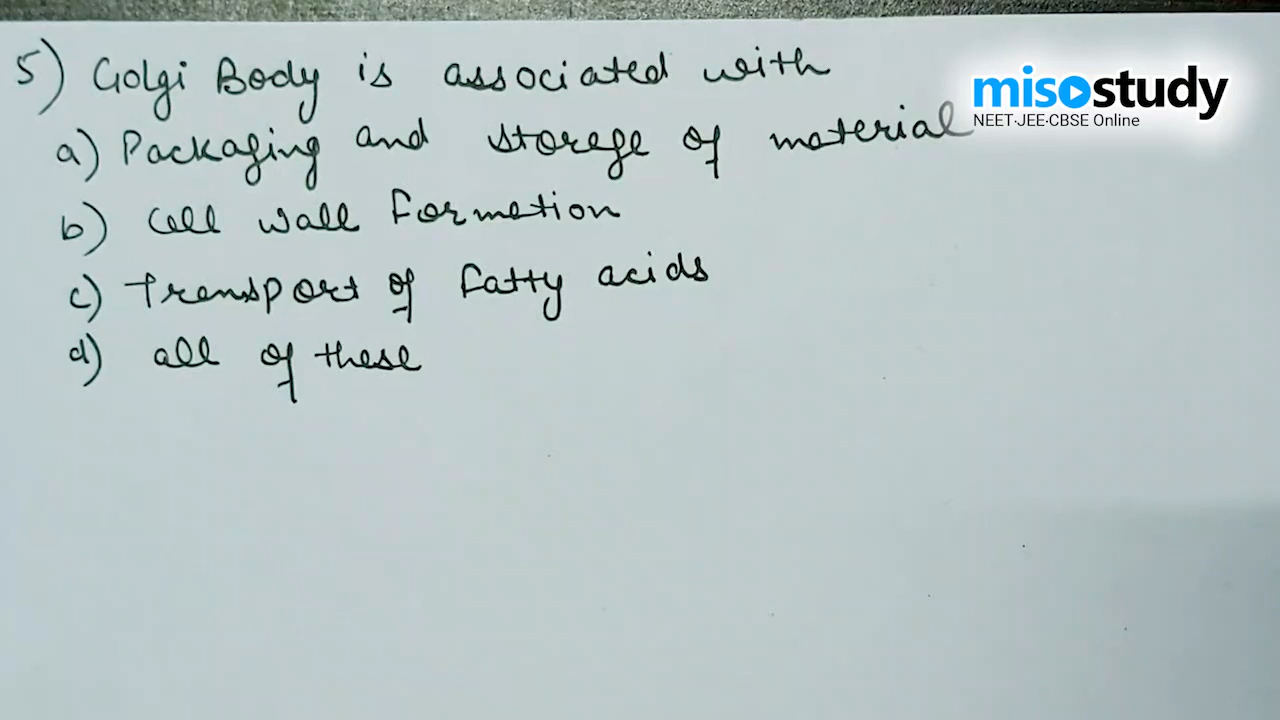 5) Golgi Body is associated with
a) Packaging and storage of material
b) Cell wall formation
c) Transport of fatty acids
d) all of these
misostudy
NEET-JEE-CBSE Online